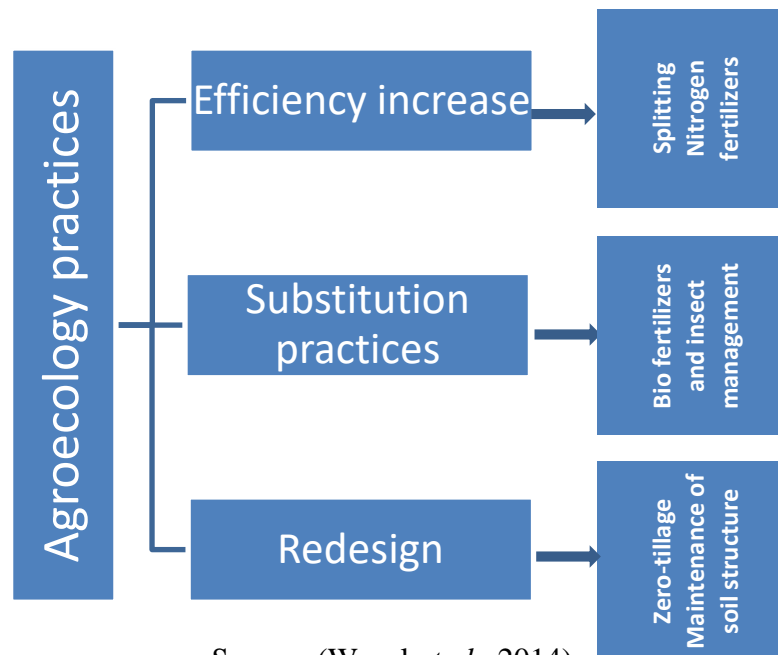 Agroecology practices
Efficiency increase
Splitting
Nitrogen
fertilizers
Substitution
practices
Bio fertilizers
and insect
management
Redesign
Zero-tillage
Maintenance of
soil structure
2014)